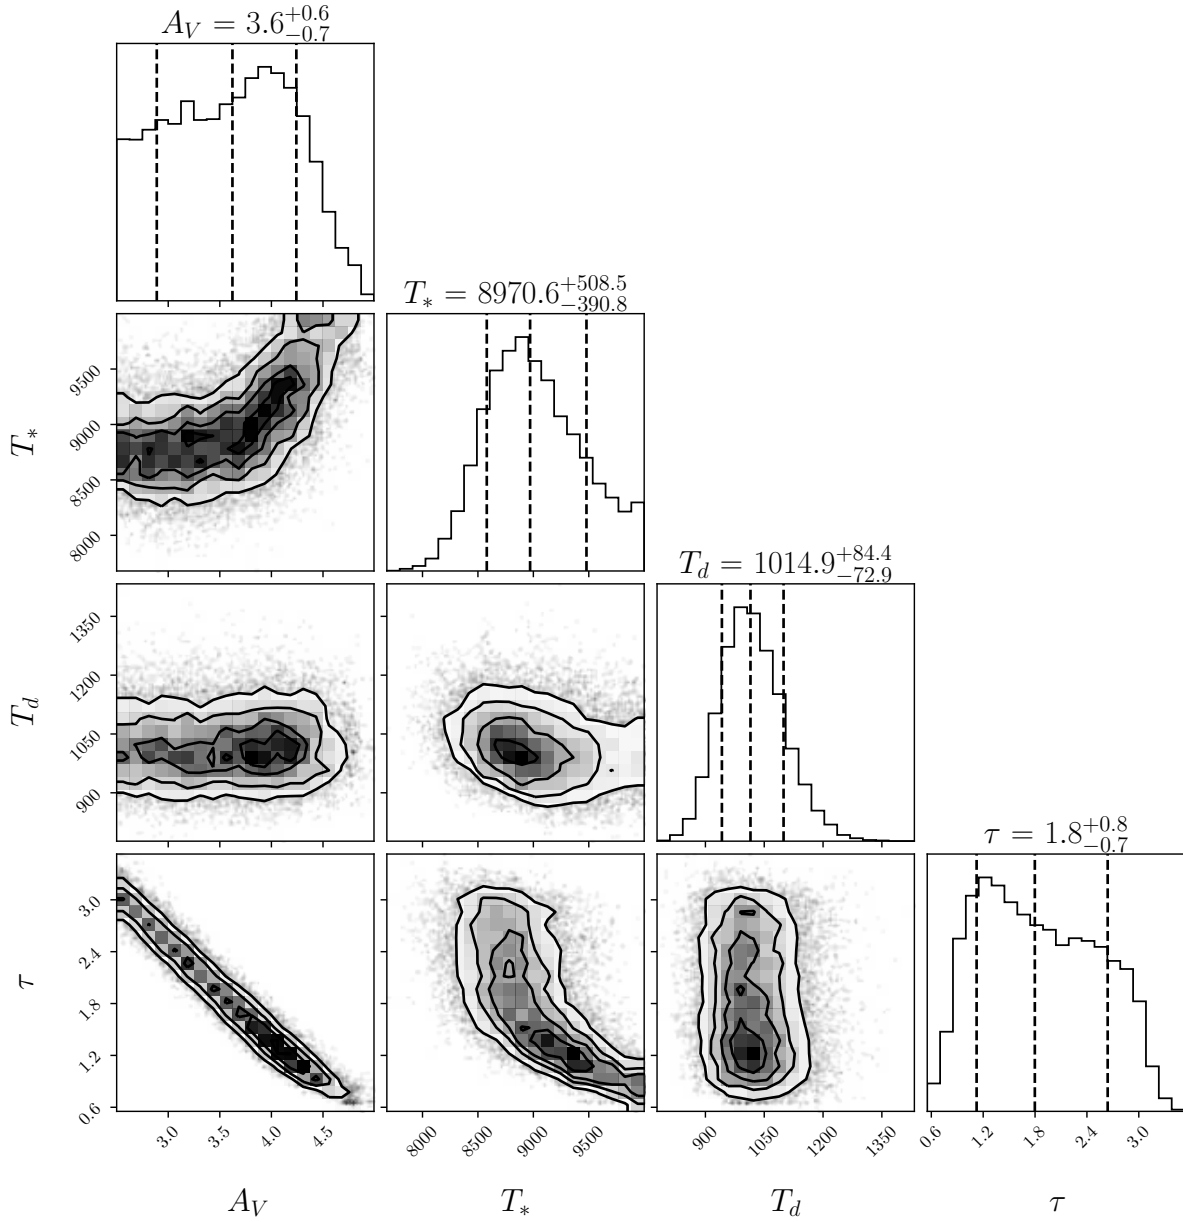 A_V = 3.6^{+0.6}_{-0.7}
T_* = 8970.6^{+508.5}_{-390.8}
9500
9000
8500
8000
T_*
T_d = 1014.9^{+84.4}_{-72.9}
1350
1200
1050
900
T_d
τ = 1.8^{+0.8}_{-0.7}
3.0
2.4
1.8
1.2
0.6
τ
3.0 3.5 4.0 4.5
8000 8500 9000 9500
900 1050 1200 1350
0.6 1.2 1.8 2.4 3.0
A_V T_* T_d τ